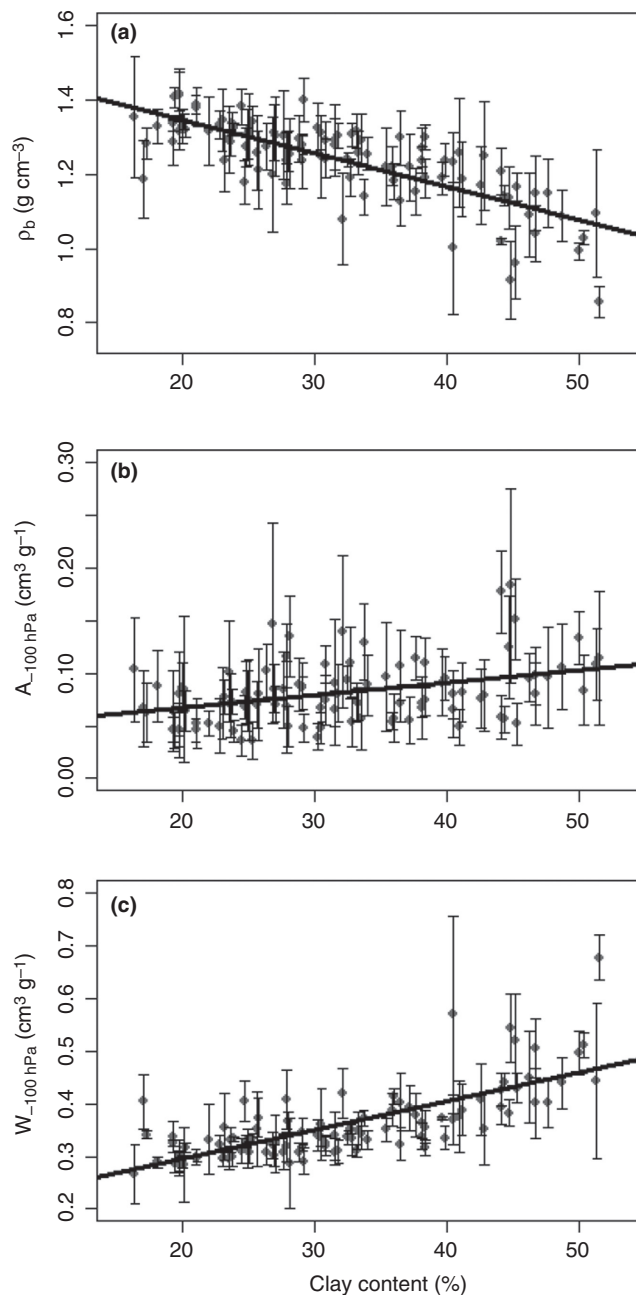 (a)
1.6
1.4
1.2
1.0
0.8
ρb (g cm–3)
20 30 40 50
(b)
0.30
0.20
0.10
0.00
A–100 hPa (cm3 g–1)
20 30 40 50
(c)
0.8
0.7
0.6
0.5
0.4
0.3
0.2
W–100 hPa (cm3 g–1)
20 30 40 50
Clay content (%)